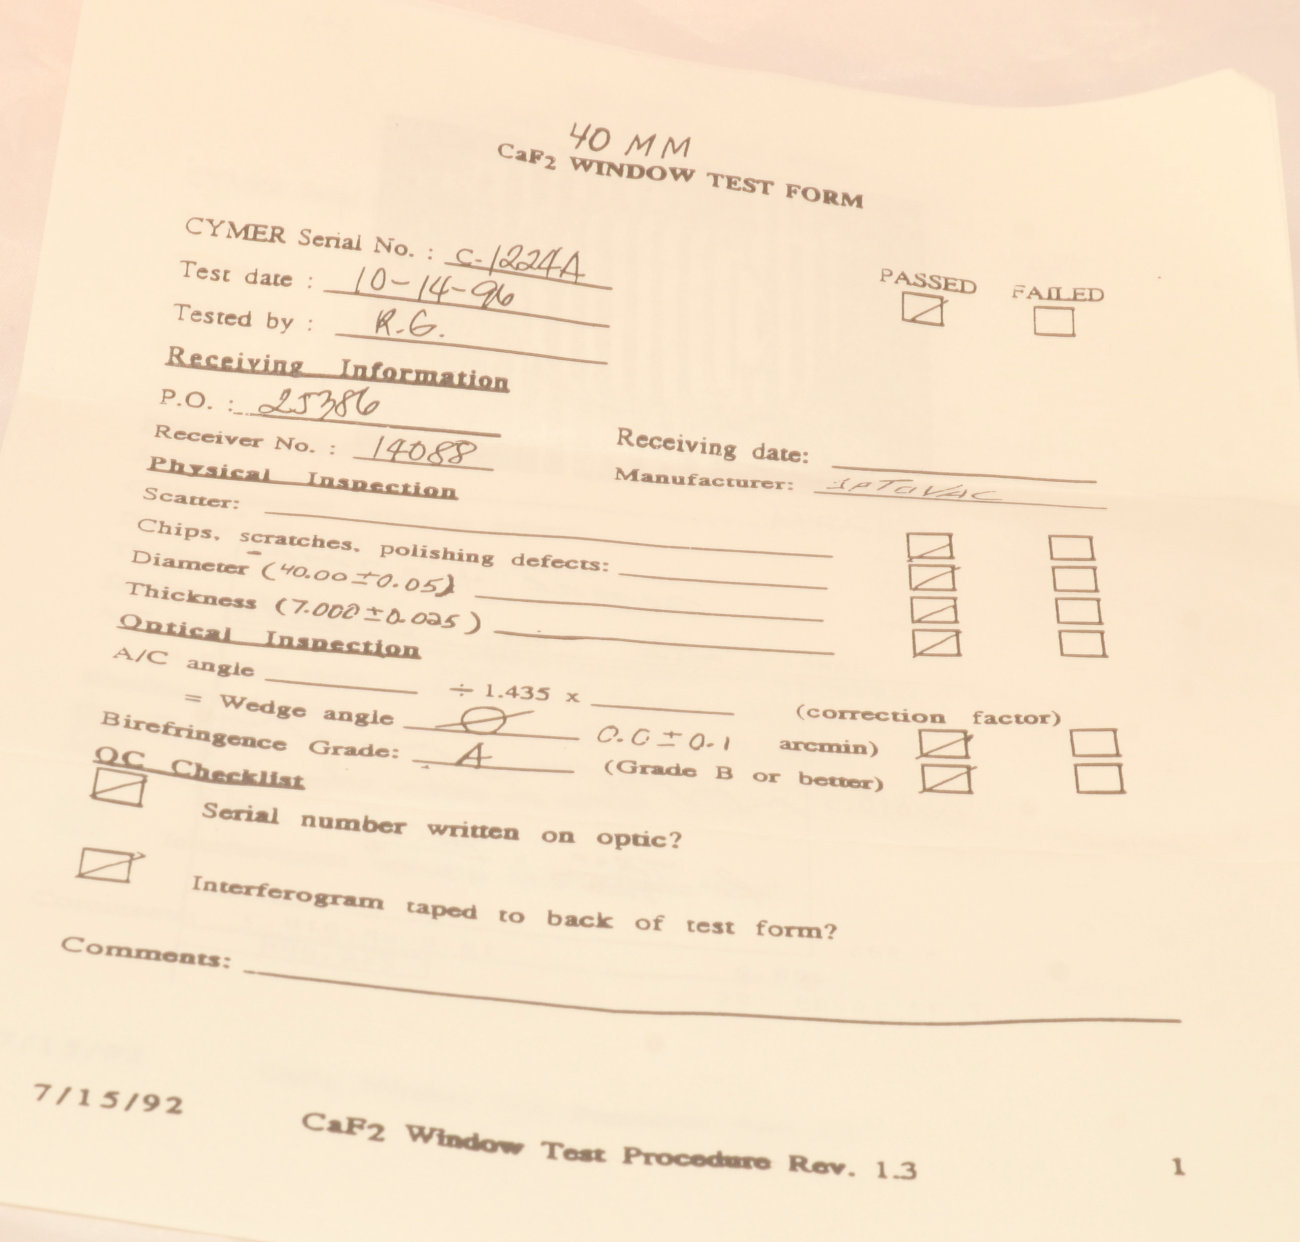 40 MM
CaF2 WINDOW TEST FORM
CYMER Serial No. : C-1224A
Test date : 10-14-96
PASSED FAILED
Tested by : R.G.
Receiving Information
P.O. : 25386
Receiver No. : 14088
Receiving date:
Manufacturer:
Physical Inspection
Scatter:
Chips, scratches, polishing defects:
Diameter (40.00±0.05)
Thickness (7.000±0.025)
Optical Inspection
A/C angle ÷ 1.435 x (correction factor)
= Wedge angle 0 0.0 ± 0.1 arcmin)
Birefringence Grade: A (Grade B or better)
QC Checklist
Serial number written on optic?
Interferogram taped to back of test form?
Comments:
7/15/92 CaF2 Window Test Procedure Rev. 1.3 1